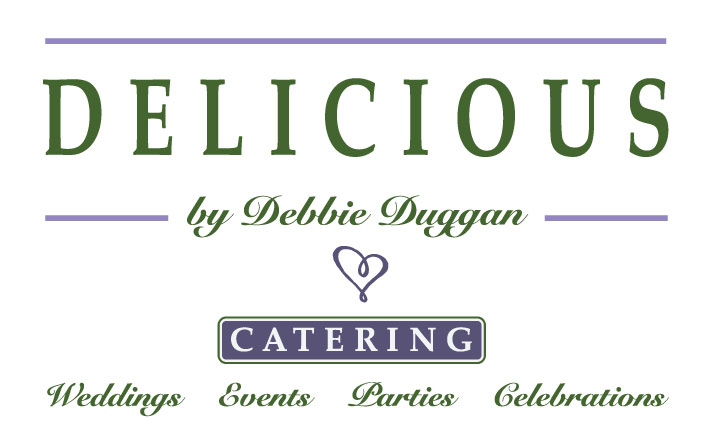 DELICIOUS
by Debbie Duggan
CATERING
Weddings Events Parties Celebrations